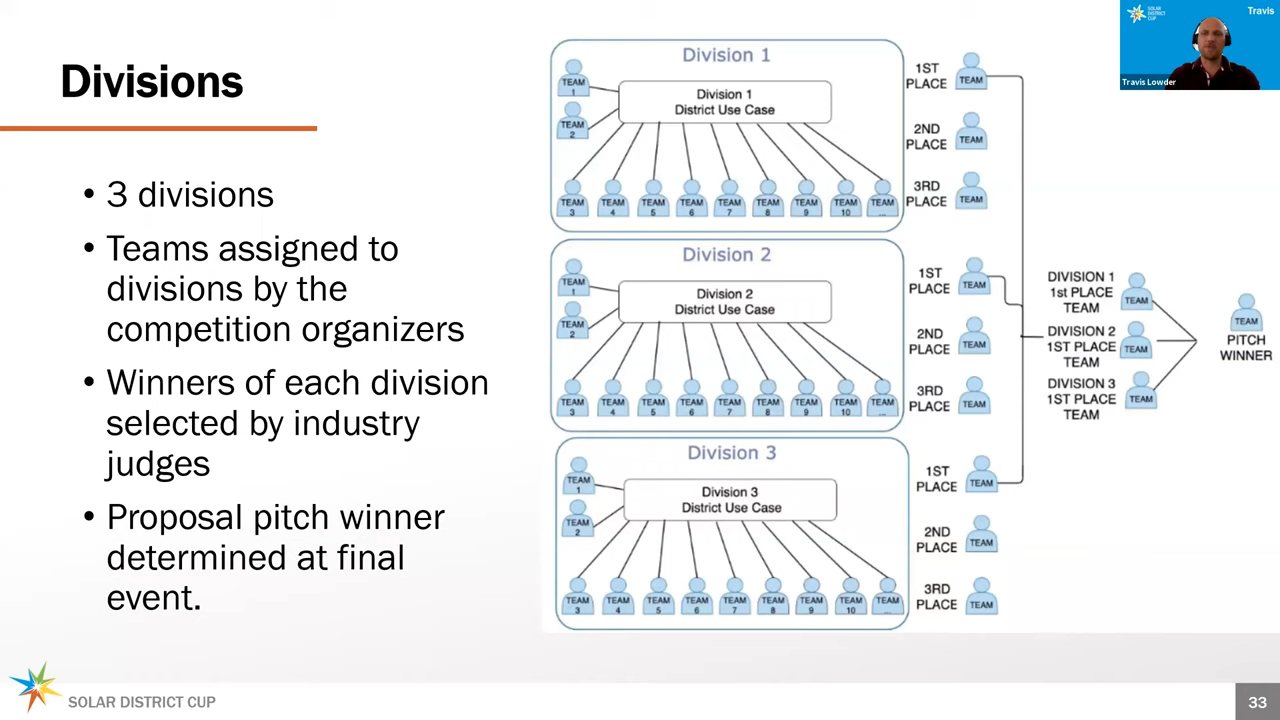 Divisions
• 3 divisions
• Teams assigned to
divisions by the
competition organizers
• Winners of each division
selected by industry
judges
• Proposal pitch winner
determined at final
event.
Division 1
Division 1
District Use Case
TEAM
1
TEAM
2
TEAM
3
TEAM
4
TEAM
5
TEAM
6
TEAM
7
TEAM
8
TEAM
9
TEAM
10
TEAM
...
1ST
PLACE
TEAM
2ND
PLACE
TEAM
3RD
PLACE
TEAM
Division 2
Division 2
District Use Case
TEAM
1
TEAM
2
TEAM
3
TEAM
4
TEAM
5
TEAM
6
TEAM
7
TEAM
8
TEAM
9
TEAM
10
TEAM
...
1ST
PLACE
TEAM
2ND
PLACE
TEAM
3RD
PLACE
TEAM
Division 3
Division 3
District Use Case
TEAM
1
TEAM
2
TEAM
3
TEAM
4
TEAM
5
TEAM
6
TEAM
7
TEAM
8
TEAM
9
TEAM
10
TEAM
...
1ST
PLACE
TEAM
2ND
PLACE
TEAM
3RD
PLACE
TEAM
DIVISION 1
1st PLACE
TEAM
TEAM
DIVISION 2
1ST PLACE
TEAM
TEAM
DIVISION 3
1ST PLACE
TEAM
TEAM
TEAM
PITCH
WINNER
SOLAR
DISTRICT
CUP
Travis
Travis Lowder
SOLAR DISTRICT CUP
33